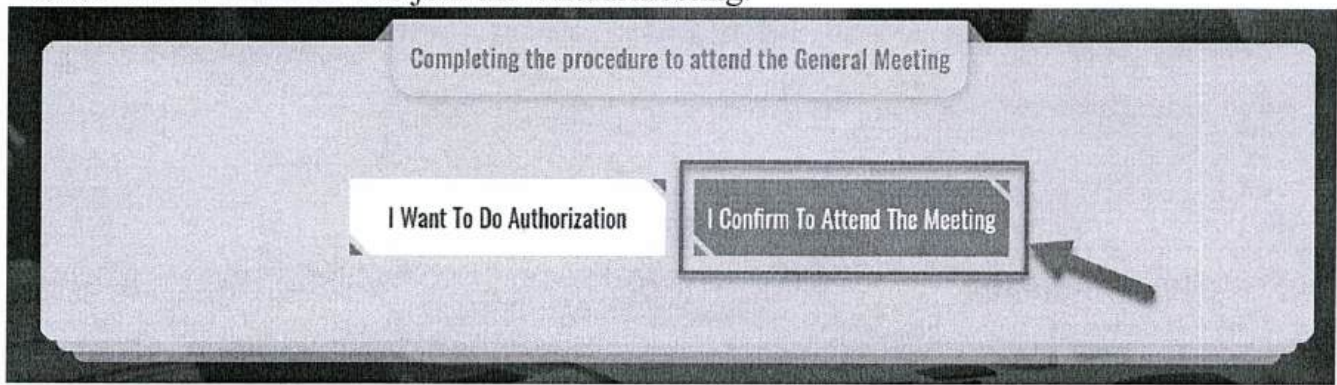 Completing the procedure to attend the General Meeting
I Want To Do Authorization
I Confirm To Attend The Meeting